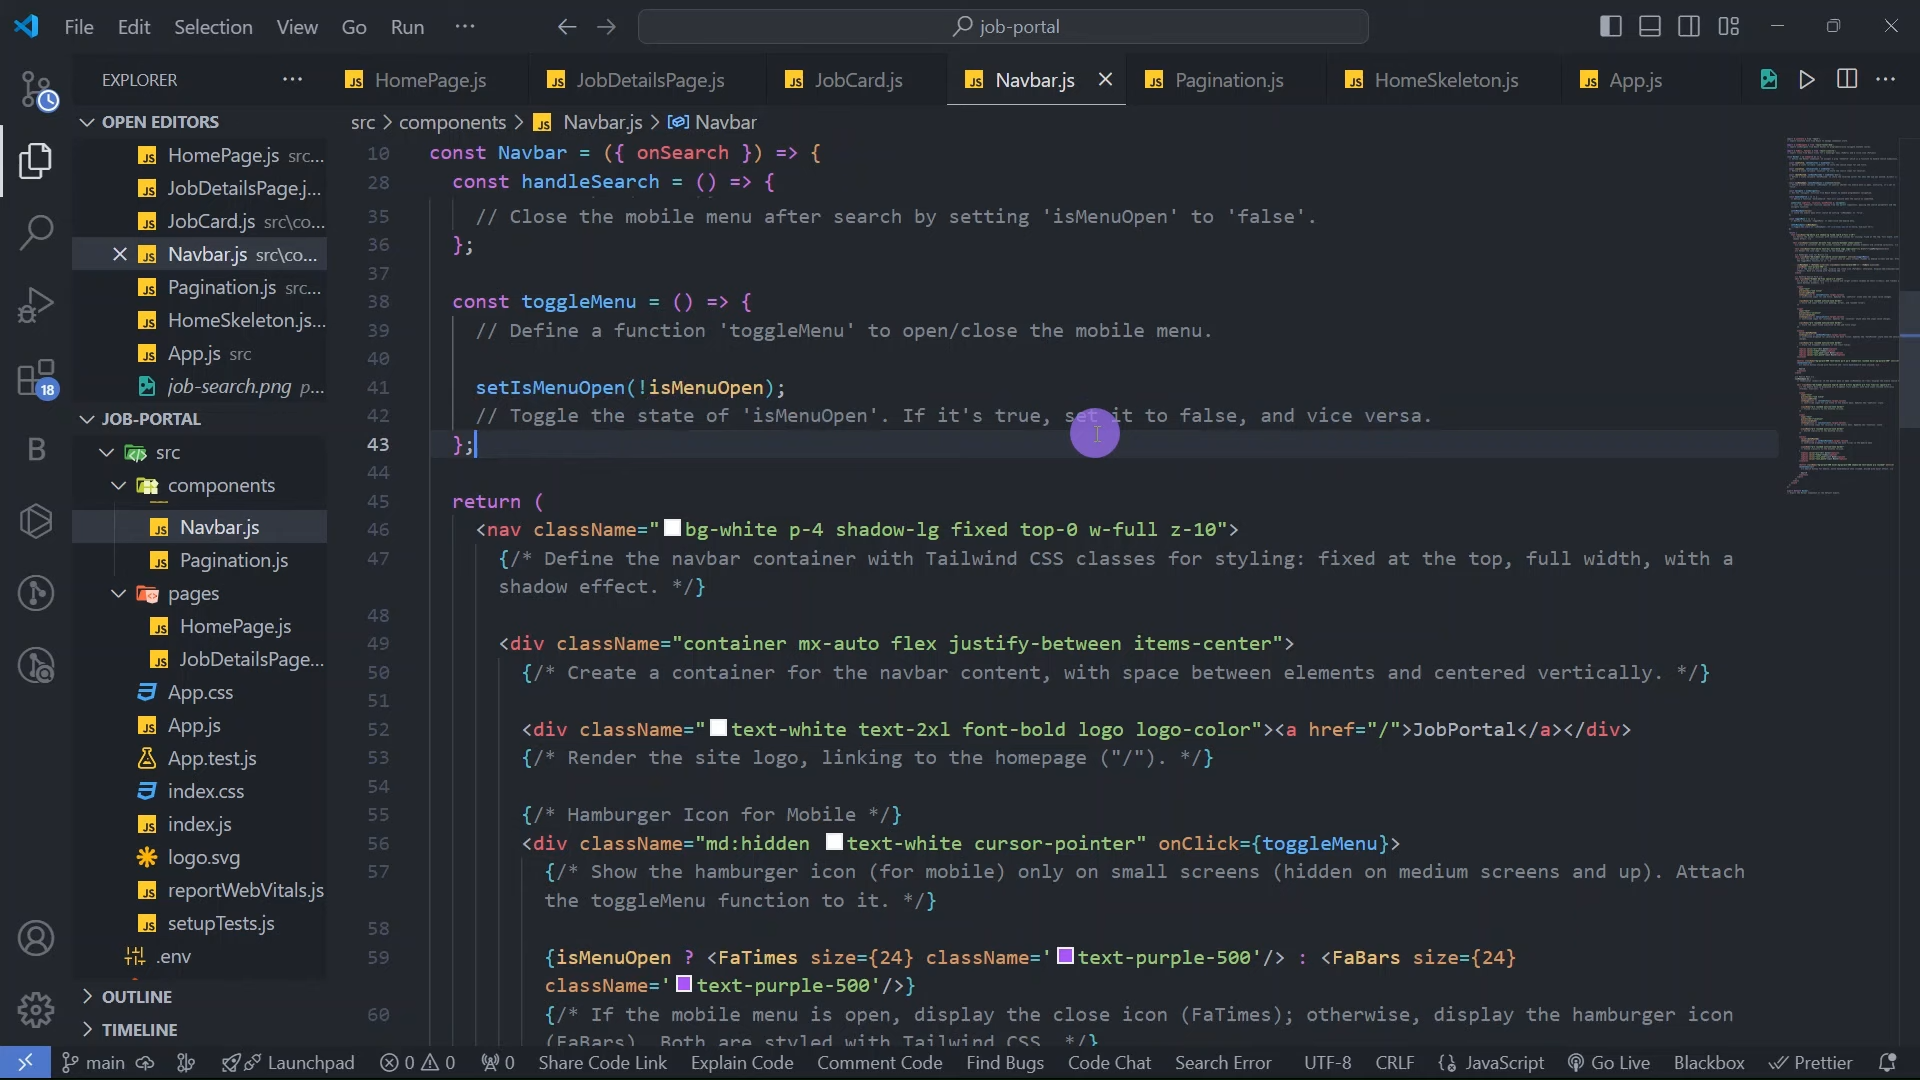 File Edit Selection View Go Run ···
job-portal
EXPLORER ···
HomePage.js JobDetailsPage.js JobCard.js Navbar.js Pagination.js HomeSkeleton.js App.js
OPEN EDITORS
HomePage.js src...
JobDetailsPage.j...
JobCard.js src\co...
Navbar.js src\co...
Pagination.js src...
HomeSkeleton.js...
App.js src
job-search.png p...
18
JOB-PORTAL
src
components
Navbar.js
Pagination.js
pages
HomePage.js
JobDetailsPage...
App.css
App.js
App.test.js
index.css
index.js
logo.svg
reportWebVitals.js
setupTests.js
.env
OUTLINE
TIMELINE
src > components > Navbar.js > Navbar
10 const Navbar = ({ onSearch }) => {
28 const handleSearch = () => {
35 // Close the mobile menu after search by setting 'isMenuOpen' to 'false'.
36 };
37
38 const toggleMenu = () => {
39 // Define a function 'toggleMenu' to open/close the mobile menu.
40
41 setIsMenuOpen(!isMenuOpen);
42 // Toggle the state of 'isMenuOpen'. If it's true, set it to false, and vice versa.
43 };
44
45 return (
46 <nav className="bg-white p-4 shadow-lg fixed top-0 w-full z-10">
47 {/* Define the navbar container with Tailwind CSS classes for styling: fixed at the top, full width, with a
shadow effect. */}
48
49 <div className="container mx-auto flex justify-between items-center">
50 {/* Create a container for the navbar content, with space between elements and centered vertically. */}
51
52 <div className="text-white text-2xl font-bold logo logo-color"><a href="/">JobPortal</a></div>
53 {/* Render the site logo, linking to the homepage ("/"). */}
54
55 {/* Hamburger Icon for Mobile */}
56 <div className="md:hidden text-white cursor-pointer" onClick={toggleMenu}>
57 {/* Show the hamburger icon (for mobile) only on small screens (hidden on medium screens and up). Attach
the toggleMenu function to it. */}
58
59 {isMenuOpen ? <FaTimes size={24} className='text-purple-500'/> : <FaBars size={24}
className='text-purple-500'/>}
60 {/* If the mobile menu is open, display the close icon (FaTimes); otherwise, display the hamburger icon
(FaBars). Both are styled with Tailwind CSS. */}
main Launchpad 0 0 0 Share Code Link Explain Code Comment Code Find Bugs Code Chat Search Error UTF-8 CRLF {} JavaScript Go Live Blackbox Prettier